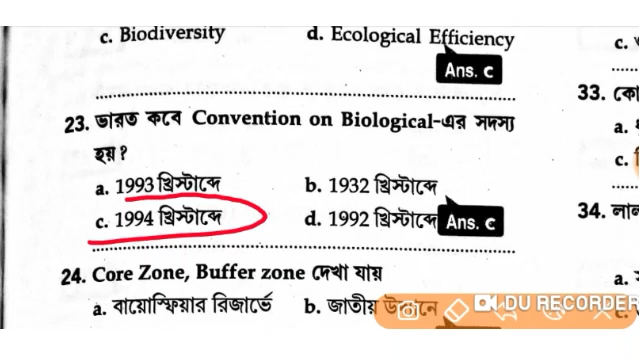 c. Biodiversity d. Ecological Efficiency
Ans. c
23. ভারত কবে Convention on Biological-এর সদস্য
হয়?
a. 1993 খ্রিস্টাব্দে b. 1932 খ্রিস্টাব্দে
c. 1994 খ্রিস্টাব্দে d. 1992 খ্রিস্টাব্দে Ans. c
24. Core Zone, Buffer zone দেখা যায়
a. বায়োস্ফিয়ার রিজার্ভে b. জাতীয় উদ্যানে
c.
33.
a.
c.
34.
a.
c.
DU RECORDER